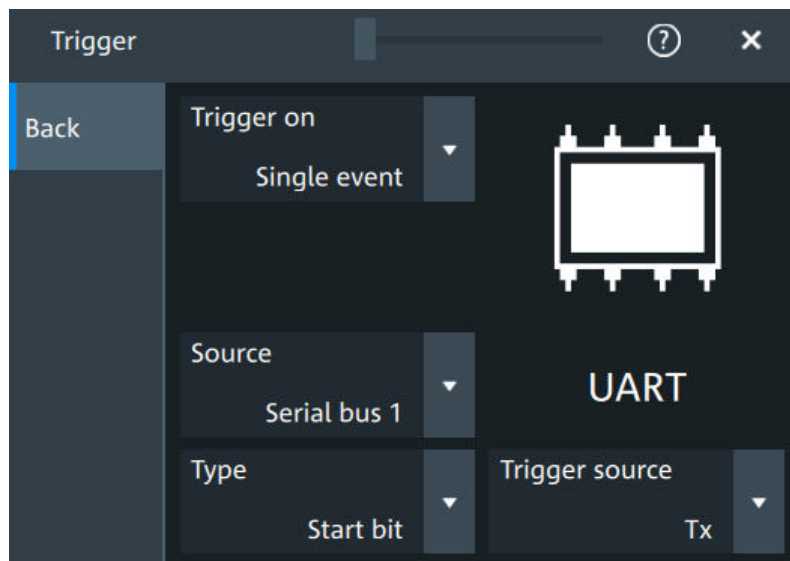 Trigger
?
Back
Trigger on
Single event
Source
Serial bus 1
UART
Type
Start bit
Trigger source
Tx